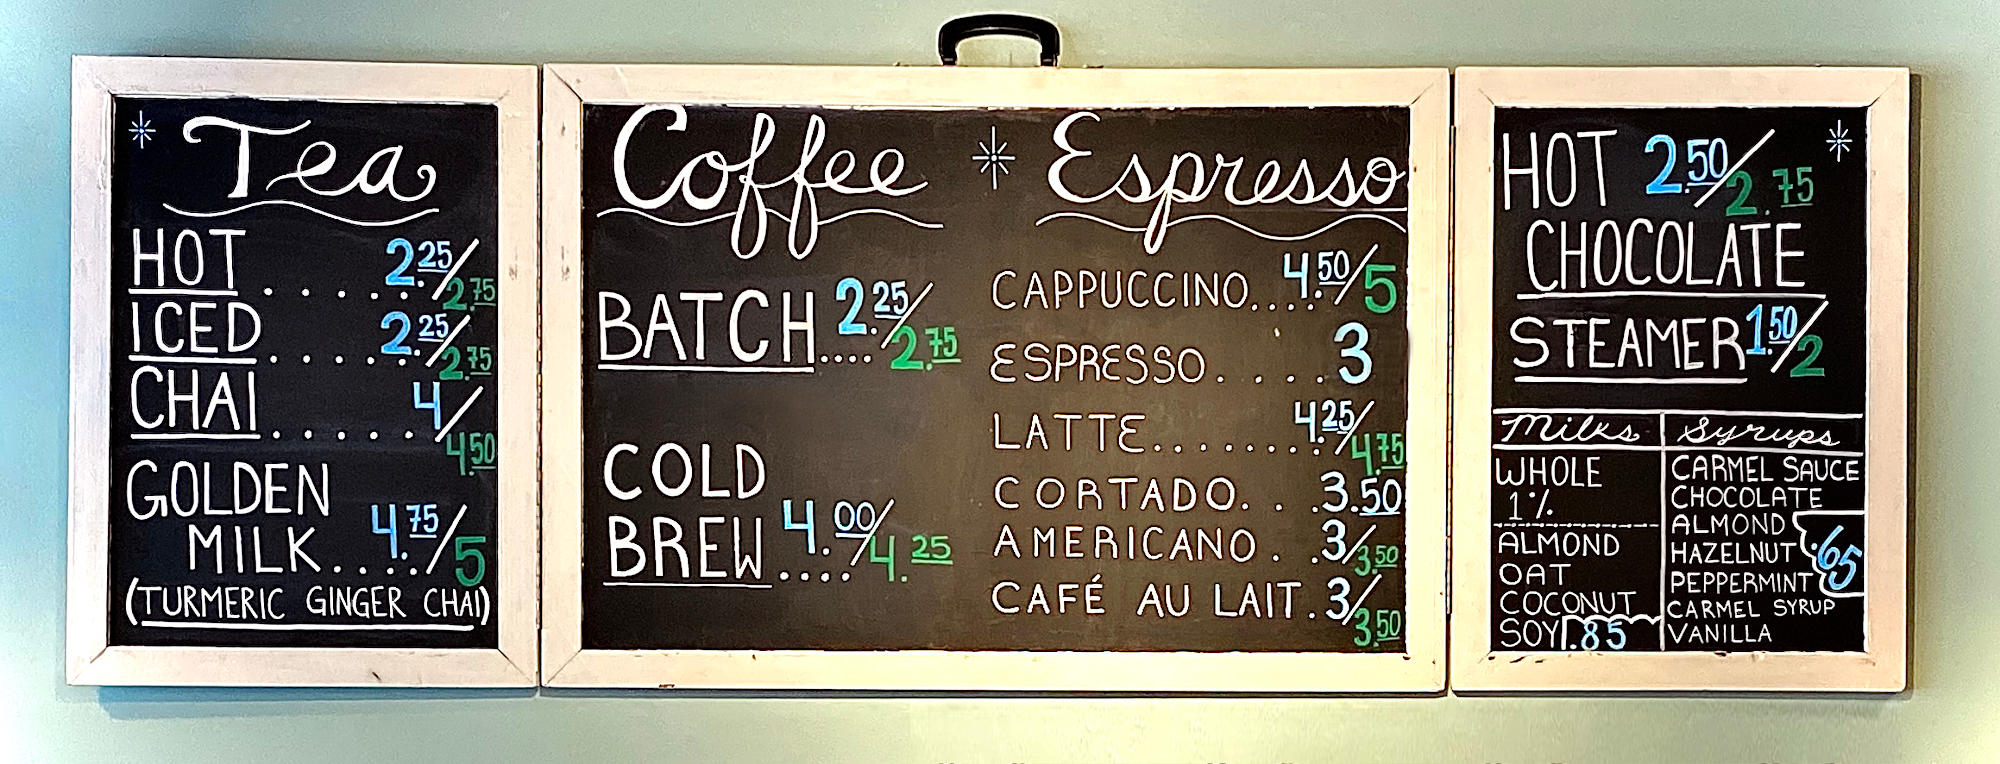 Tea
HOT ..... 2.25/2.75
ICED ..... 2.25/2.75
CHAI ...... 4/4.50
GOLDEN
MILK .... 4.75/5
(TURMERIC GINGER CHAI)
Coffee
BATCH .... 2.25/2.75
COLD
BREW .... 4.00/4.25
Espresso
CAPPUCCINO.... 4.50/5
ESPRESSO. . . . 3
LATTE....... 4.25/4.75
CORTADO. . . 3.50
AMERICANO . . 3/3.50
CAFÉ AU LAIT. 3/3.50
HOT 2.50/2.75
CHOCOLATE
STEAMER 1.50/2
Milks
WHOLE
1%
ALMOND
OAT
COCONUT
SOY .85
Syrups
CARMEL SAUCE
CHOCOLATE
ALMOND
HAZELNUT .65
PEPPERMINT
CARMEL SYRUP
VANILLA